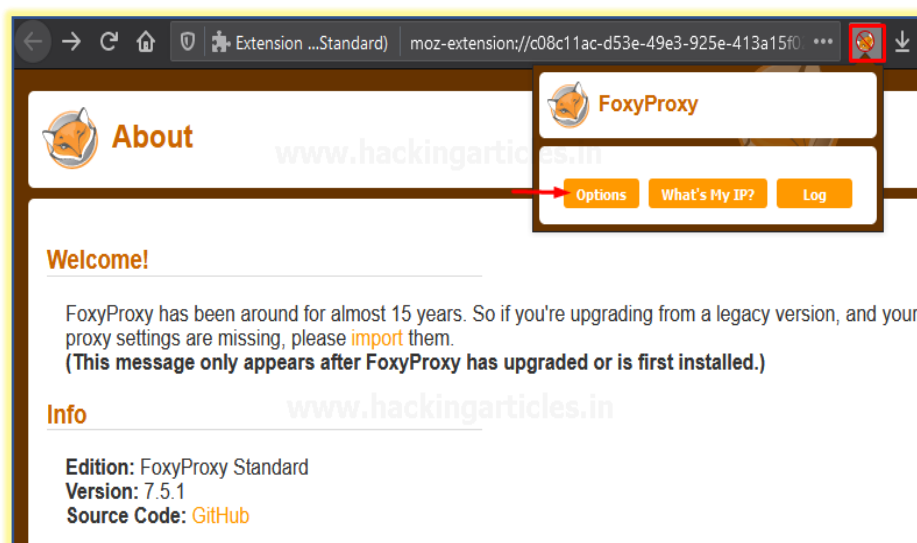 Extension ...Standard) moz-extension://c08c11ac-d53e-49e3-925e-413a15f0
FoxyProxy
About
www.hackingarticles.in
Options What's My IP? Log
Welcome!
FoxyProxy has been around for almost 15 years. So if you're upgrading from a legacy version, and your
proxy settings are missing, please import them.
(This message only appears after FoxyProxy has upgraded or is first installed.)
www.hackingarticles.in
Info
Edition: FoxyProxy Standard
Version: 7.5.1
Source Code: GitHub